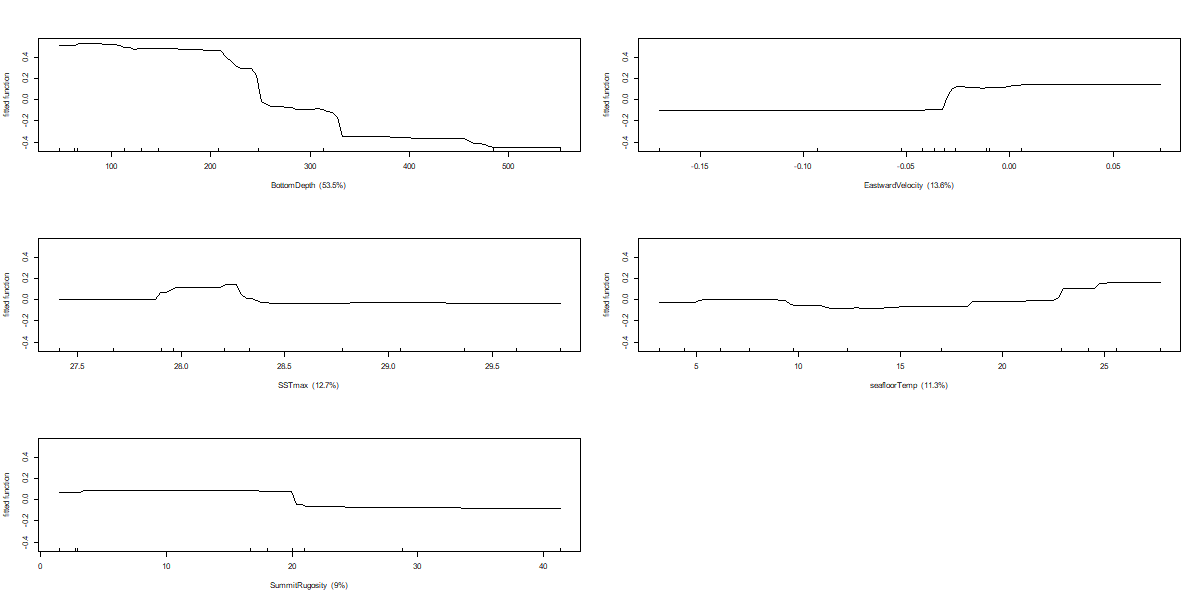 fitted function
0.4
0.2
0.0
-0.2
-0.4
100 200 300 400 500
BottomDepth (53.5%)
fitted function
0.4
0.2
0.0
-0.2
-0.4
-0.15 -0.10 -0.05 0.00 0.05
EastwardVelocity (13.6%)
fitted function
0.4
0.2
0.0
-0.2
-0.4
27.5 28.0 28.5 29.0 29.5
SSTmax (12.7%)
fitted function
0.4
0.2
0.0
-0.2
-0.4
5 10 15 20 25
seafloorTemp (11.3%)
fitted function
0.4
0.2
0.0
-0.2
-0.4
0 10 20 30 40
SummitRugosity (9%)